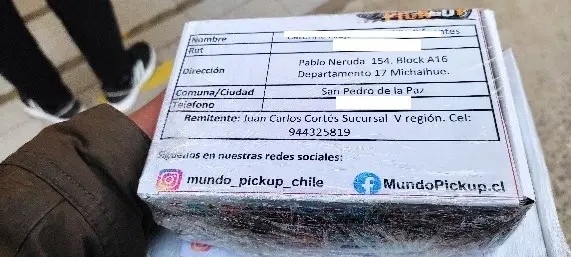 Nombre
Rut
Dirección Pablo Neruda 154, Block A16
Departamento 17 Michaihue.
Comuna/Ciudad San Pedro de la Paz
Telefono
Remitente: Juan Carlos Cortés Sucursal V región. Cel:
944325819
Siguenos en nuestras redes sociales:
mundo_pickup_chile MundoPickup.cl